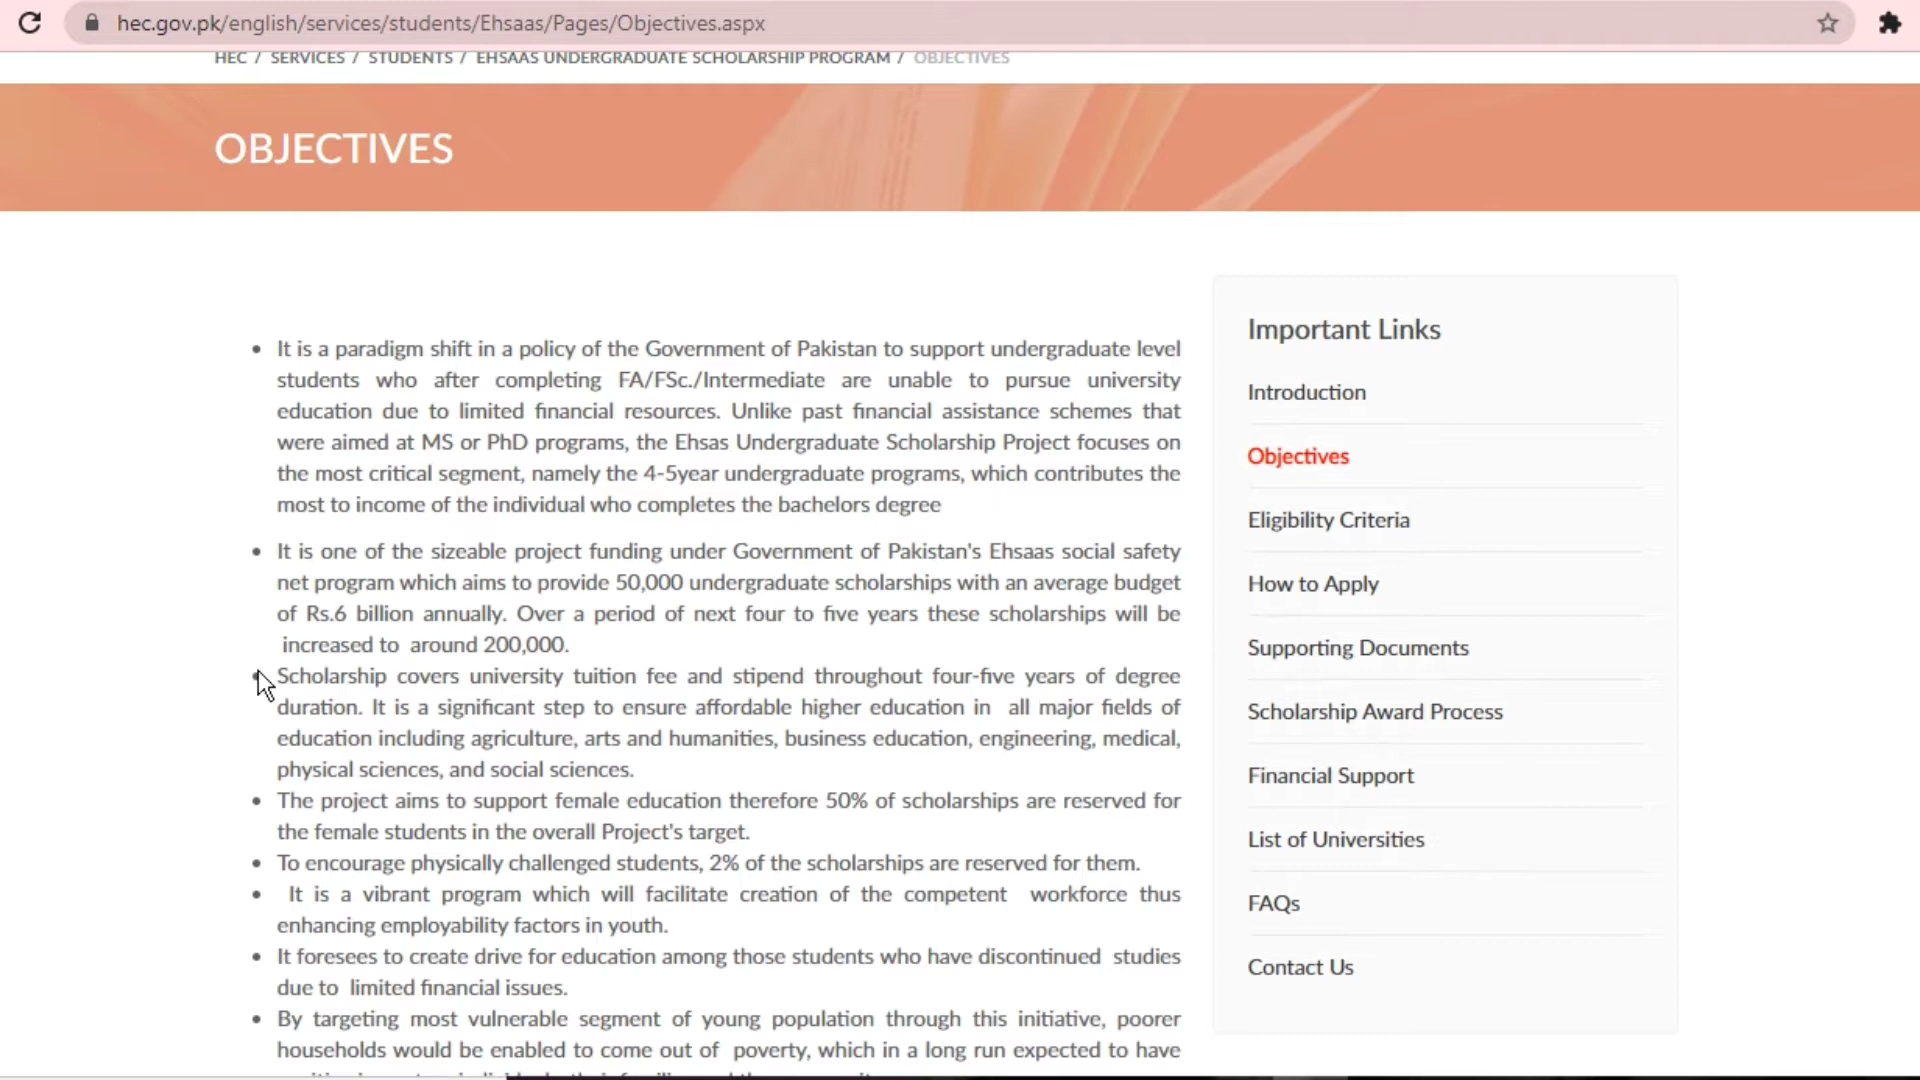 hec.gov.pk/english/services/students/Ehsaas/Pages/Objectives.aspx
HEC / SERVICES / STUDENTS / EHSAAS UNDERGRADUATE SCHOLARSHIP PROGRAM / OBJECTIVES
OBJECTIVES
• It is a paradigm shift in a policy of the Government of Pakistan to support undergraduate level
students who after completing FA/FSc./Intermediate are unable to pursue university
education due to limited financial resources. Unlike past financial assistance schemes that
were aimed at MS or PhD programs, the Ehsas Undergraduate Scholarship Project focuses on
the most critical segment, namely the 4-5year undergraduate programs, which contributes the
most to income of the individual who completes the bachelors degree
• It is one of the sizeable project funding under Government of Pakistan's Ehsaas social safety
net program which aims to provide 50,000 undergraduate scholarships with an average budget
of Rs.6 billion annually. Over a period of next four to five years these scholarships will be
increased to around 200,000.
• Scholarship covers university tuition fee and stipend throughout four-five years of degree
duration. It is a significant step to ensure affordable higher education in all major fields of
education including agriculture, arts and humanities, business education, engineering, medical,
physical sciences, and social sciences.
• The project aims to support female education therefore 50% of scholarships are reserved for
the female students in the overall Project's target.
• To encourage physically challenged students, 2% of the scholarships are reserved for them.
• It is a vibrant program which will facilitate creation of the competent workforce thus
enhancing employability factors in youth.
• It foresees to create drive for education among those students who have discontinued studies
due to limited financial issues.
• By targeting most vulnerable segment of young population through this initiative, poorer
households would be enabled to come out of poverty, which in a long run expected to have
Important Links
Introduction
Objectives
Eligibility Criteria
How to Apply
Supporting Documents
Scholarship Award Process
Financial Support
List of Universities
FAQs
Contact Us